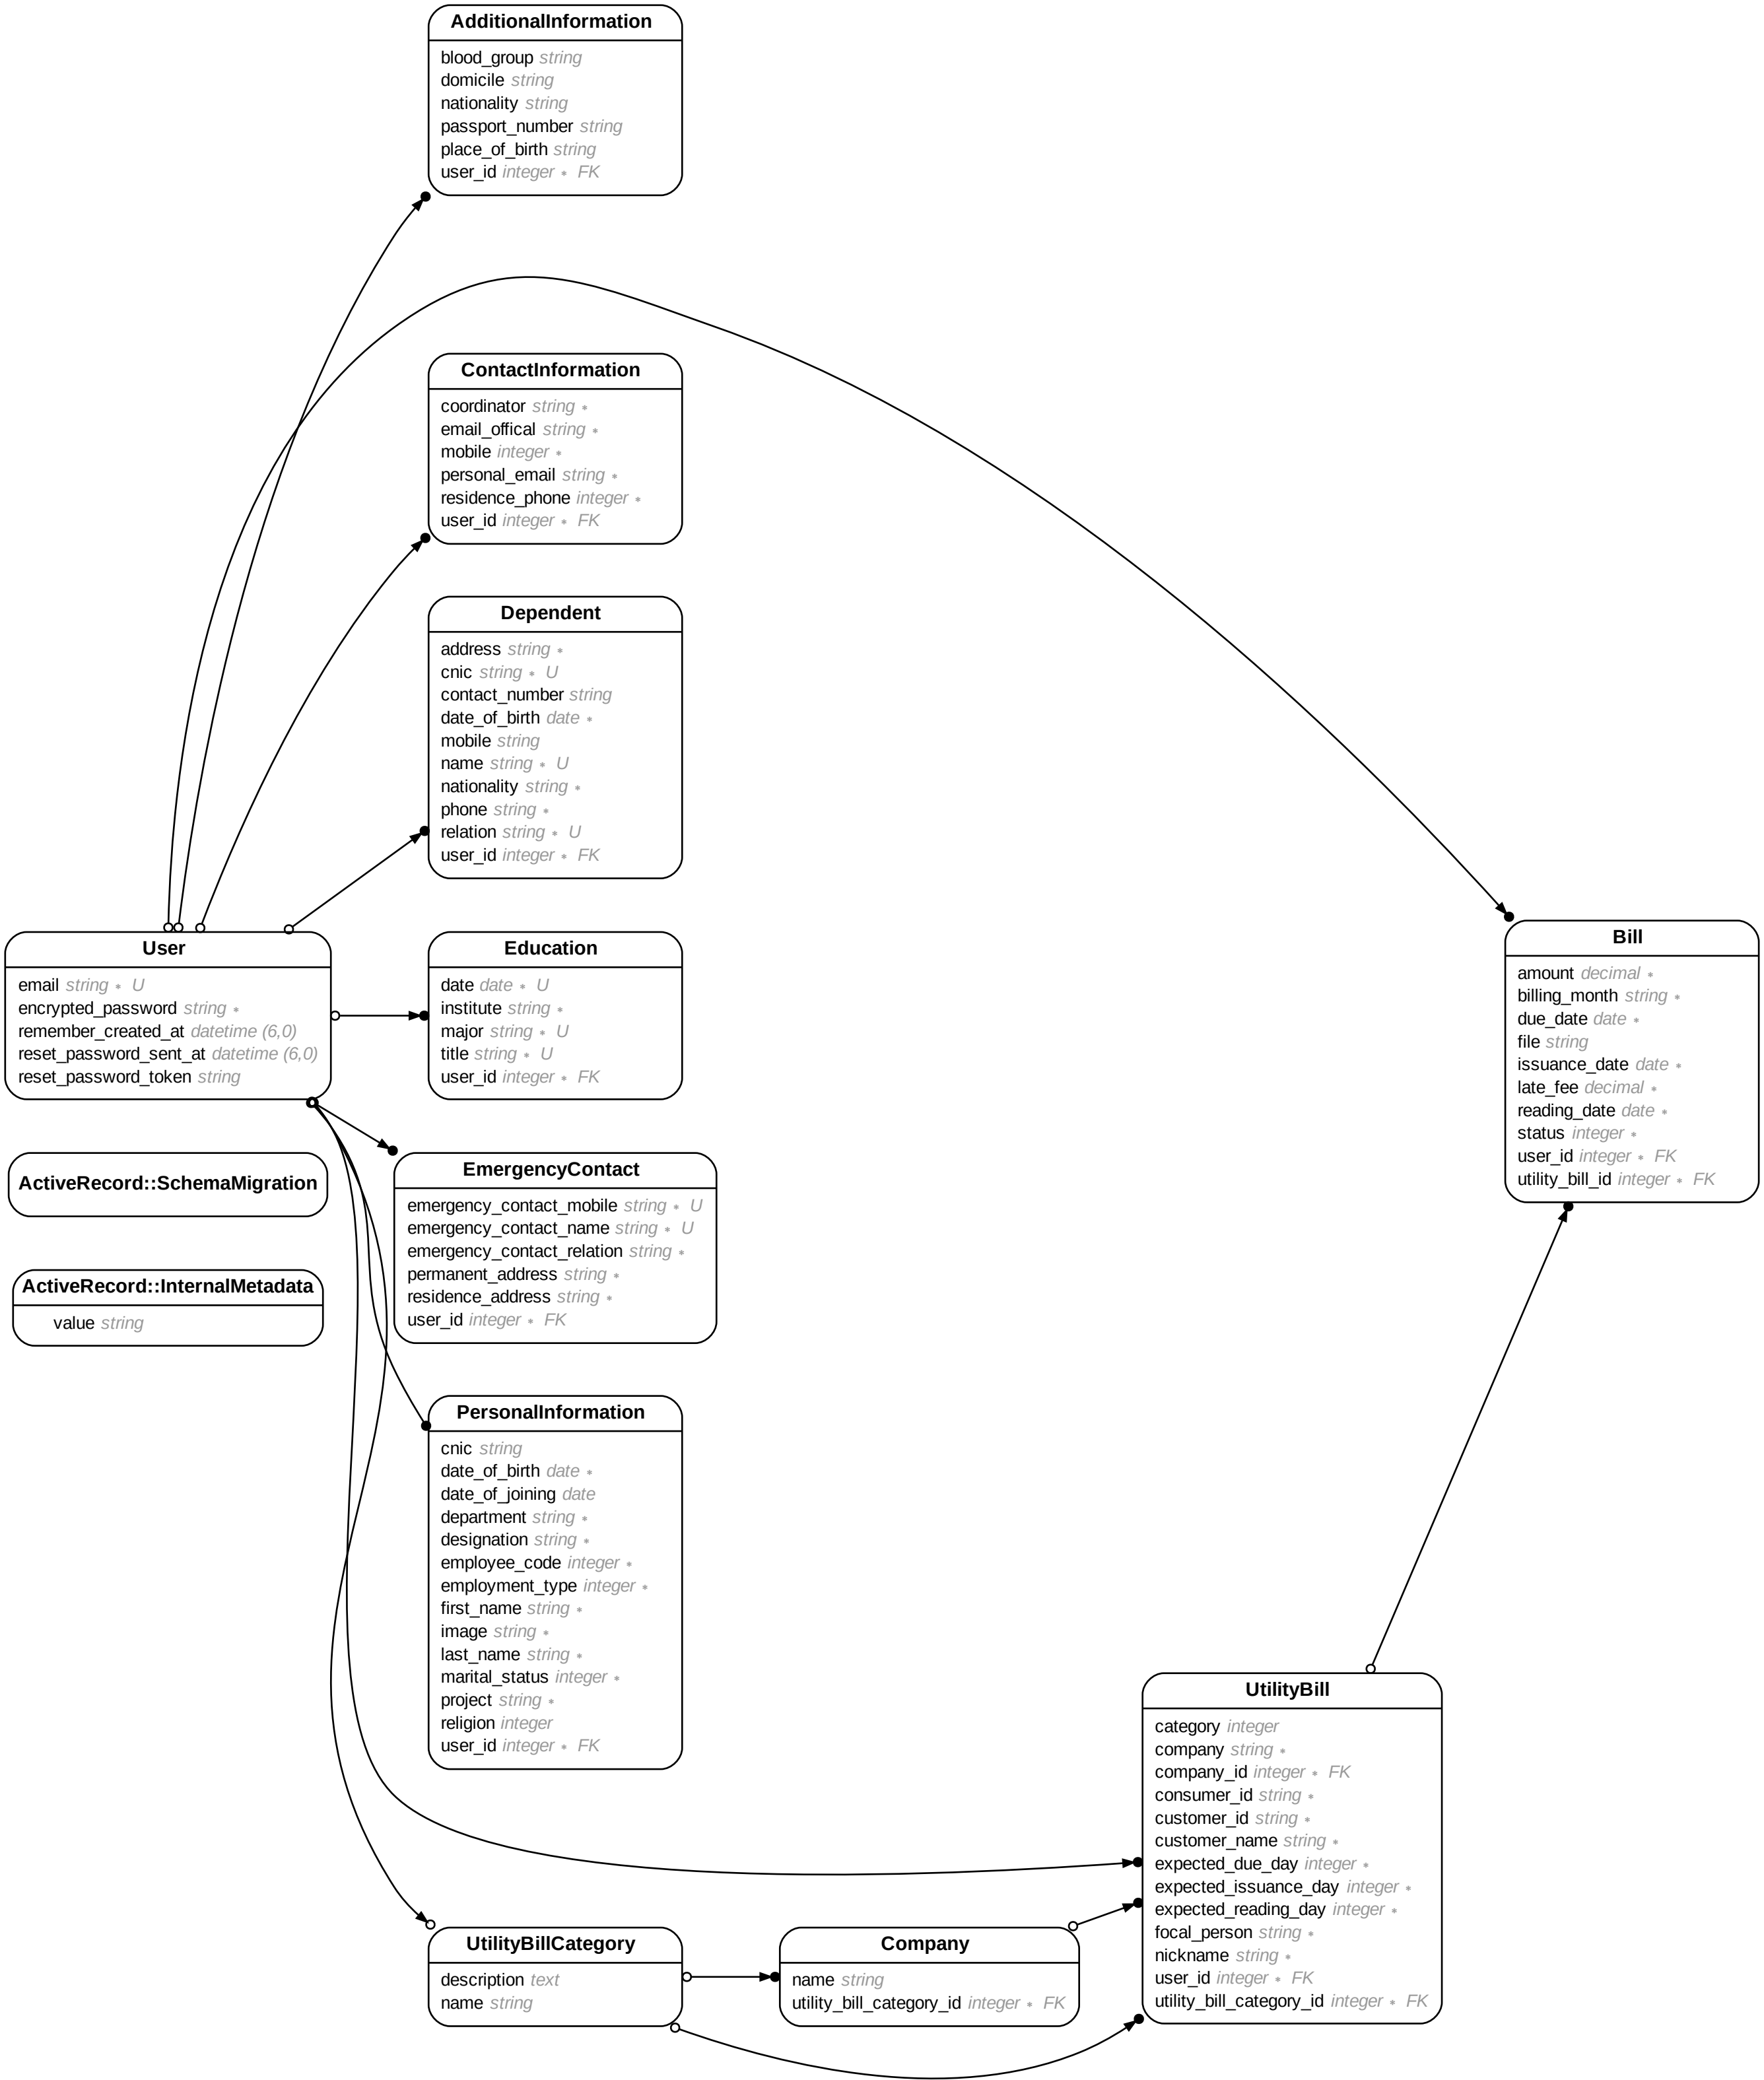 AdditionalInformation
blood_group string
domicile string
nationality string
passport_number string
place_of_birth string
user_id integer * FK
ContactInformation
coordinator string *
email_offical string *
mobile integer *
personal_email string *
residence_phone integer *
user_id integer * FK
Dependent
address string *
cnic string * U
contact_number string
date_of_birth date *
mobile string
name string * U
nationality string *
phone string *
relation string * U
user_id integer * FK
User
email string * U
encrypted_password string *
remember_created_at datetime (6,0)
reset_password_sent_at datetime (6,0)
reset_password_token string
Education
date date * U
institute string *
major string * U
title string * U
user_id integer * FK
Bill
amount decimal *
billing_month string *
due_date date *
file string
issuance_date date *
late_fee decimal *
reading_date date *
status integer *
user_id integer * FK
utility_bill_id integer * FK
ActiveRecord::SchemaMigration
ActiveRecord::InternalMetadata
value string
EmergencyContact
emergency_contact_mobile string * U
emergency_contact_name string * U
emergency_contact_relation string *
permanent_address string *
residence_address string *
user_id integer * FK
PersonalInformation
cnic string
date_of_birth date *
date_of_joining date
department string *
designation string *
employee_code integer *
employment_type integer *
first_name string *
image string *
last_name string *
marital_status integer *
project string *
religion integer
user_id integer * FK
UtilityBill
category integer
company string *
company_id integer * FK
consumer_id string *
customer_id string *
customer_name string *
expected_due_day integer *
expected_issuance_day integer *
expected_reading_day integer *
focal_person string *
nickname string *
user_id integer * FK
utility_bill_category_id integer * FK
UtilityBillCategory
description text
name string
Company
name string
utility_bill_category_id integer * FK